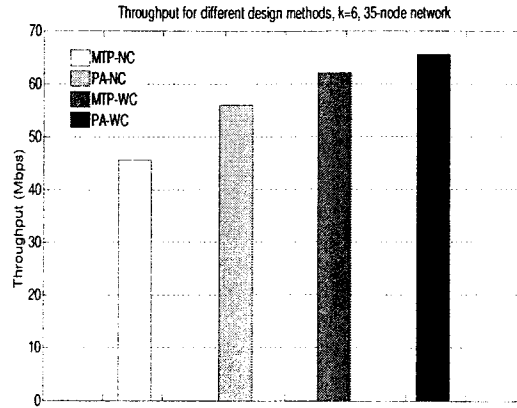 Throughput for different design methods, k=6, 35-node network
Throughput (Mbps)
70
60
50
40
30
20
10
0
MTP-NC
PA-NC
MTP-WC
PA-WC